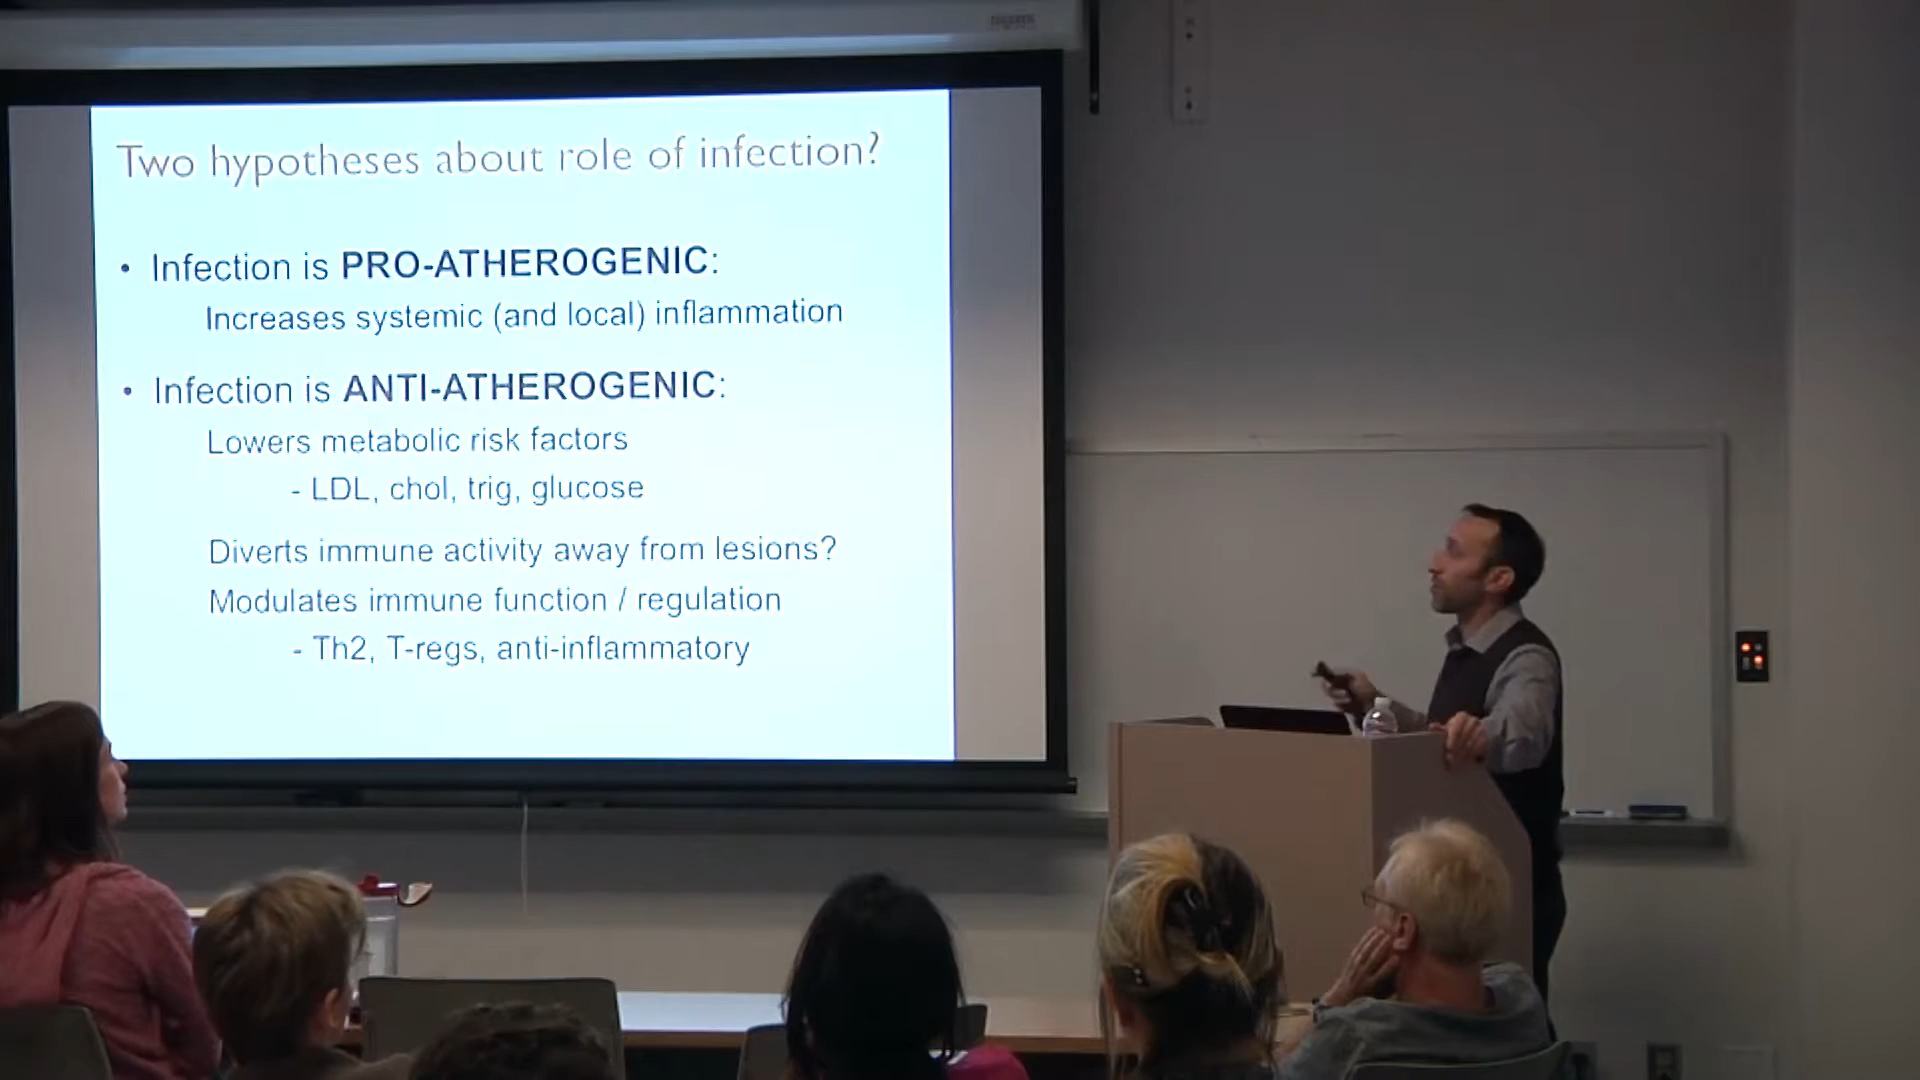 Two hypotheses about role of infection?
• Infection is PRO-ATHEROGENIC:
Increases systemic (and local) inflammation
• Infection is ANTI-ATHEROGENIC:
Lowers metabolic risk factors
- LDL, chol, trig, glucose
Diverts immune activity away from lesions?
Modulates immune function / regulation
- Th2, T-regs, anti-inflammatory